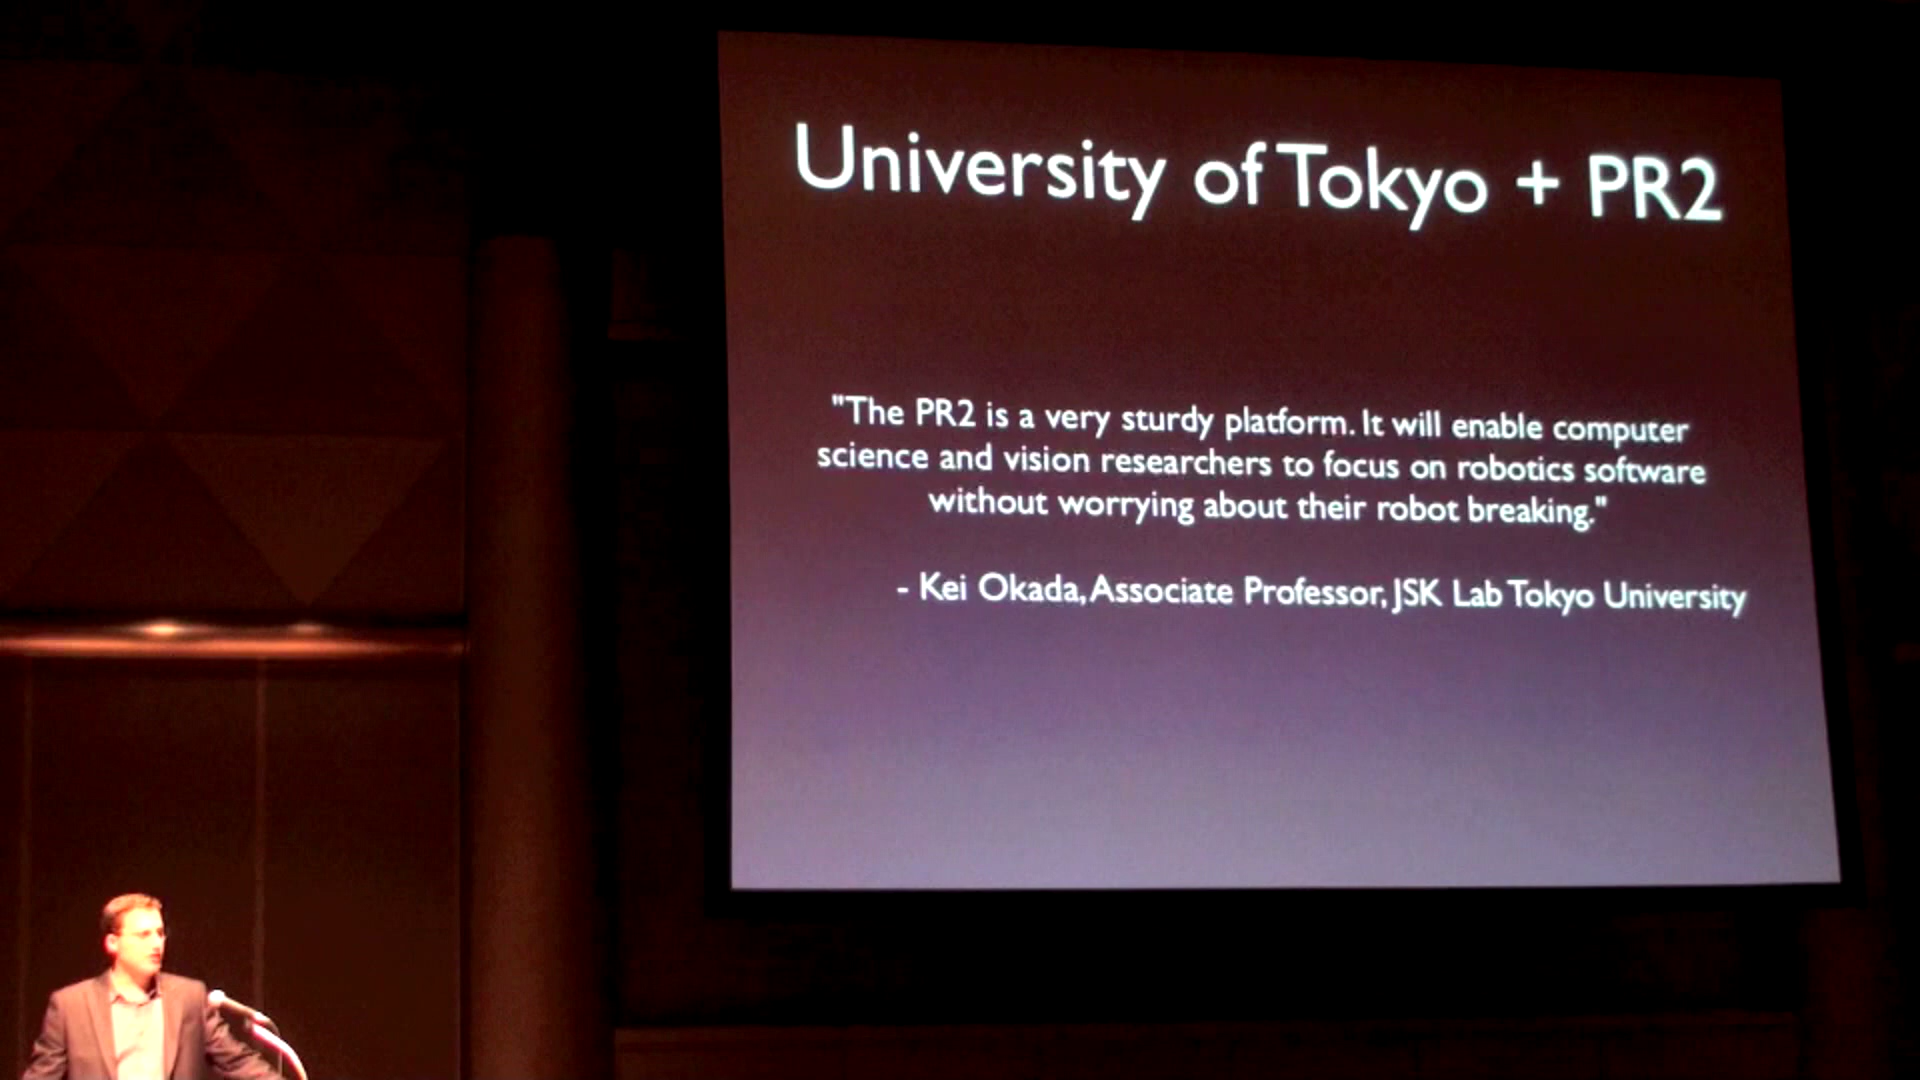 University of Tokyo + PR2
"The PR2 is a very sturdy platform. It will enable computer
science and vision researchers to focus on robotics software
without worrying about their robot breaking."
- Kei Okada, Associate Professor, JSK Lab Tokyo University